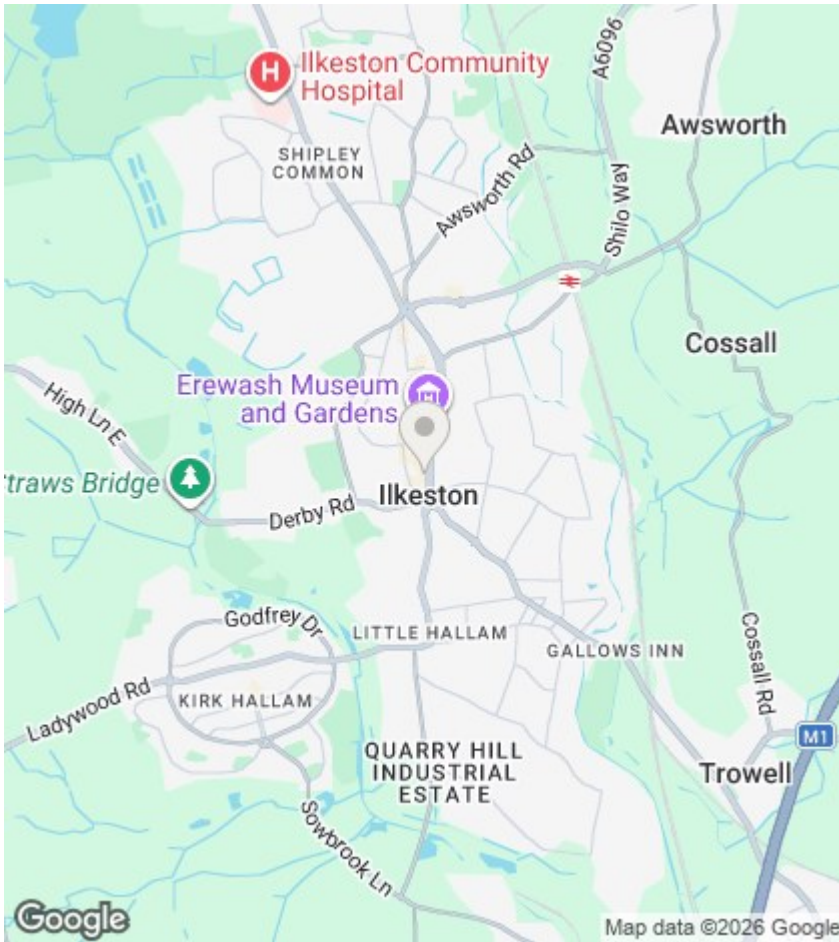 Ilkeston Community
Hospital
A6096
Awsworth
SHIPLEY
COMMON
Awsworth Rd
Shilo Way
Cossall
Erewash Museum
and Gardens
High Ln E
Straws Bridge
Ilkeston
Derby Rd
Godfrey Dr
LITTLE HALLAM
GALLOWS INN
Cossall Rd
Ladywood Rd
KIRK HALLAM
M1
QUARRY HILL
INDUSTRIAL
ESTATE
Trowell
Sowbrook Ln
Google
Map data ©2026 Google